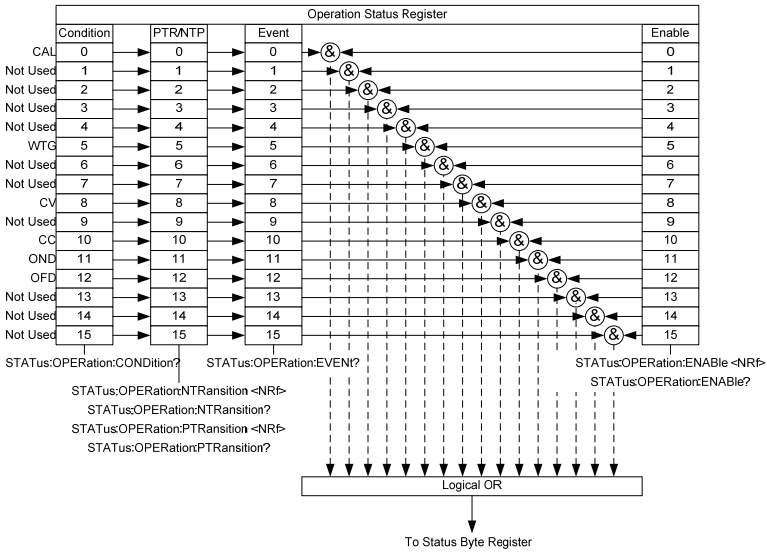 Operation Status Register
Condition PTR/NTP Event Enable
CAL 0 0 0 & 0
Not Used 1 1 1 & 1
Not Used 2 2 2 & 2
Not Used 3 3 3 & 3
Not Used 4 4 4 & 4
WTG 5 5 5 & 5
Not Used 6 6 6 & 6
Not Used 7 7 7 & 7
CV 8 8 8 & 8
Not Used 9 9 9 & 9
CC 10 10 10 & 10
OND 11 11 11 & 11
OFD 12 12 12 & 12
Not Used 13 13 13 & 13
Not Used 14 14 14 & 14
Not Used 15 15 15 & 15
STATus:OPERation:CONDition? STATus:OPERation:EVENt? STATus:OPERation:ENABle <NRf>
STATus:OPERation:ENABle?
STATus:OPERation:NTRansition <NRf>
STATus:OPERation:NTRansition?
STATus:OPERation:PTRansition <NRf>
STATus:OPERation:PTRansition?
Logical OR
To Status Byte Register